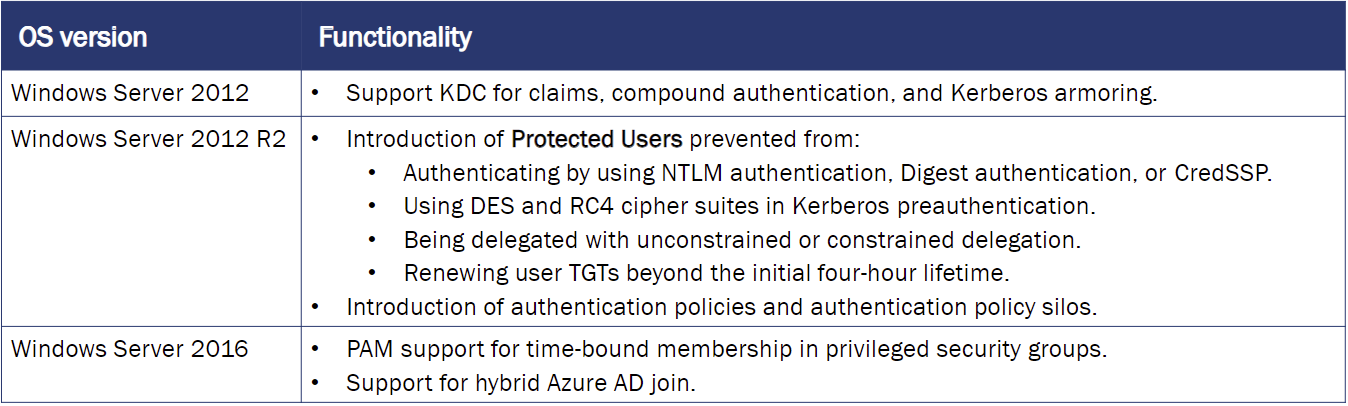 OS version
Functionality
Windows Server 2012
• Support KDC for claims, compound authentication, and Kerberos armoring.
Windows Server 2012 R2
• Introduction of Protected Users prevented from:
• Authenticating by using NTLM authentication, Digest authentication, or CredSSP.
• Using DES and RC4 cipher suites in Kerberos preauthentication.
• Being delegated with unconstrained or constrained delegation.
• Renewing user TGTs beyond the initial four-hour lifetime.
• Introduction of authentication policies and authentication policy silos.
Windows Server 2016
• PAM support for time-bound membership in privileged security groups.
• Support for hybrid Azure AD join.